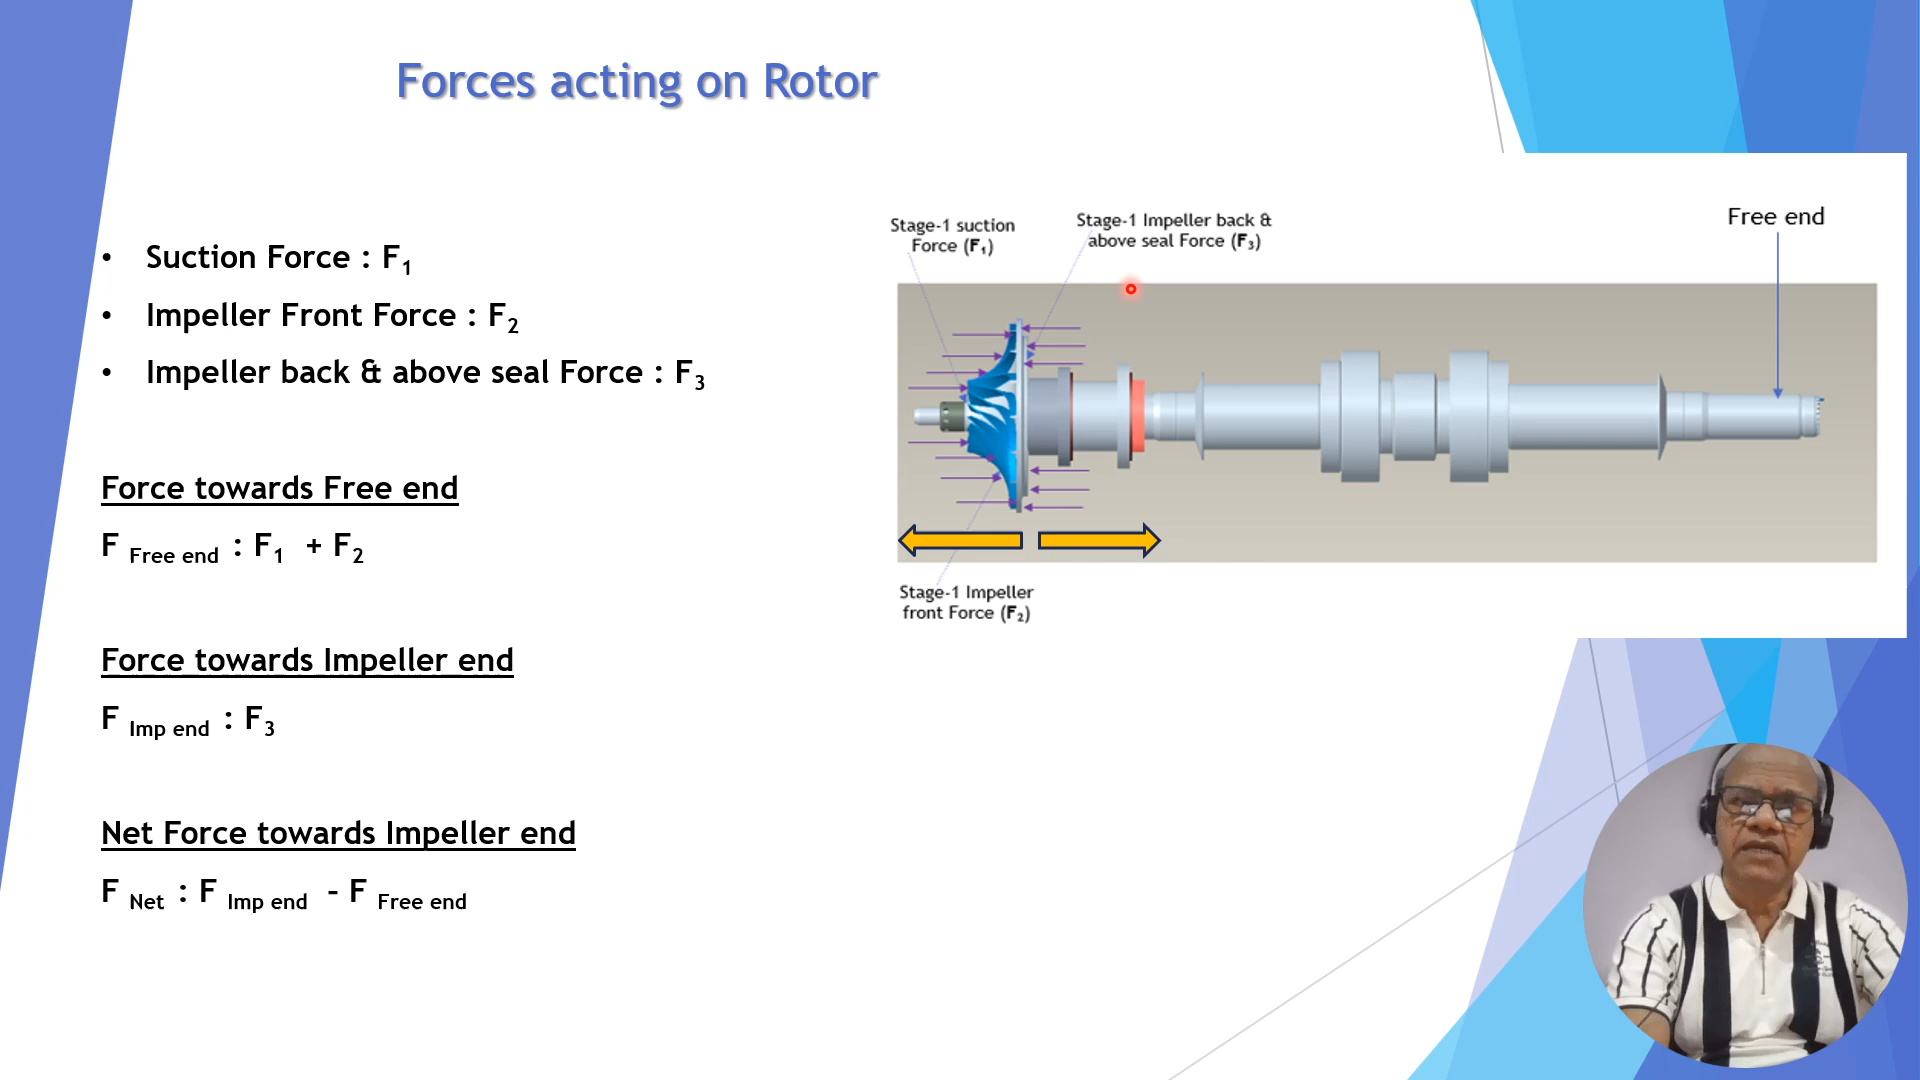 Forces acting on Rotor
• Suction Force : F₁
• Impeller Front Force : F₂
• Impeller back & above seal Force : F₃
Force towards Free end
F Free end : F₁ + F₂
Force towards Impeller end
F Imp end : F₃
Net Force towards Impeller end
F Net : F Imp end – F Free end
Stage-1 suction
Force (F₁)
Stage-1 Impeller back &
above seal Force (F₃)
Free end
Stage-1 Impeller
front Force (F₂)